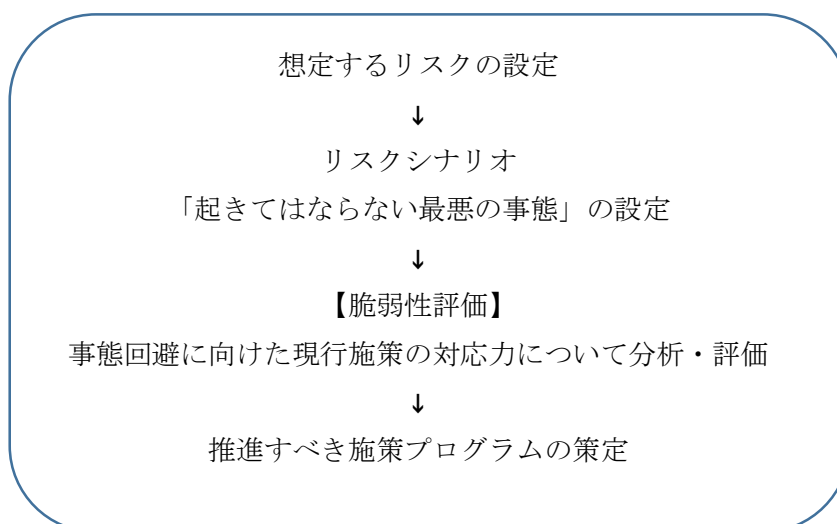 想定するリスクの設定
↓
リスクシナリオ
「起きてはならない最悪の事態」の設定
↓
【脆弱性評価】
事態回避に向けた現行施策の対応力について分析・評価
↓
推進すべき施策プログラムの策定